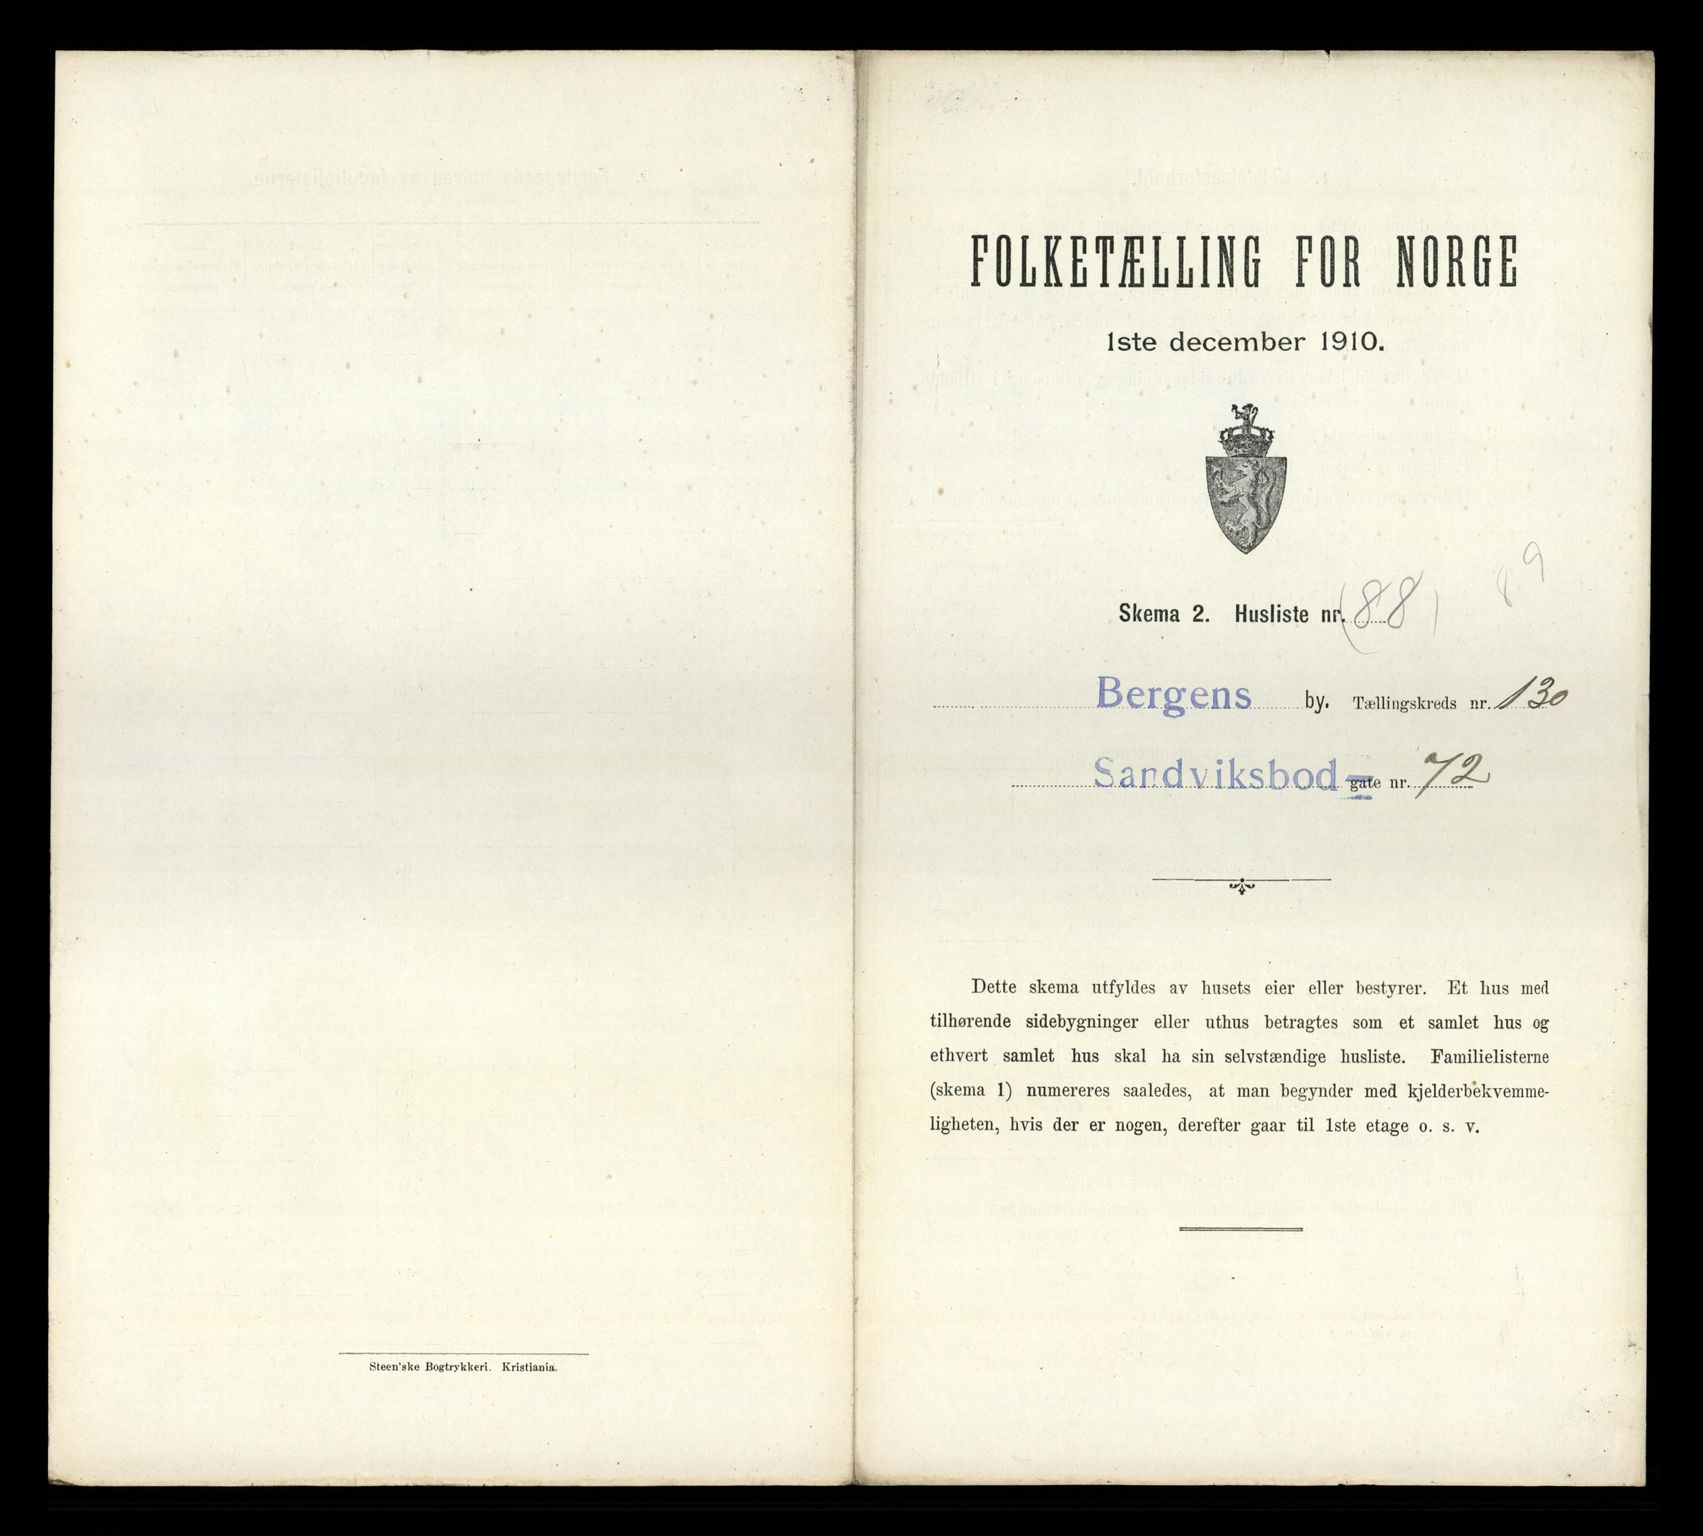 Steen'ske Bogtrykkeri. Kristiania.
FOLKETÆLLING FOR NORGE
1ste december 1910.
89
Skema 2. Husliste nr. (88)
Bergens by. Tællingskreds nr. 130
Sandviksbod- gate nr. 72
Dette skema utfyldes av husets eier eller bestyrer. Et hus med
tilhørende sidebygninger eller uthus betragtes som et samlet hus og
ethvert samlet hus skal ha sin selvstændige husliste. Familielisterne
(skema 1) numereres saaledes, at man begynder med kjelderbekvemme-
ligheten, hvis der er nogen, derefter gaar til 1ste etage o. s. v.